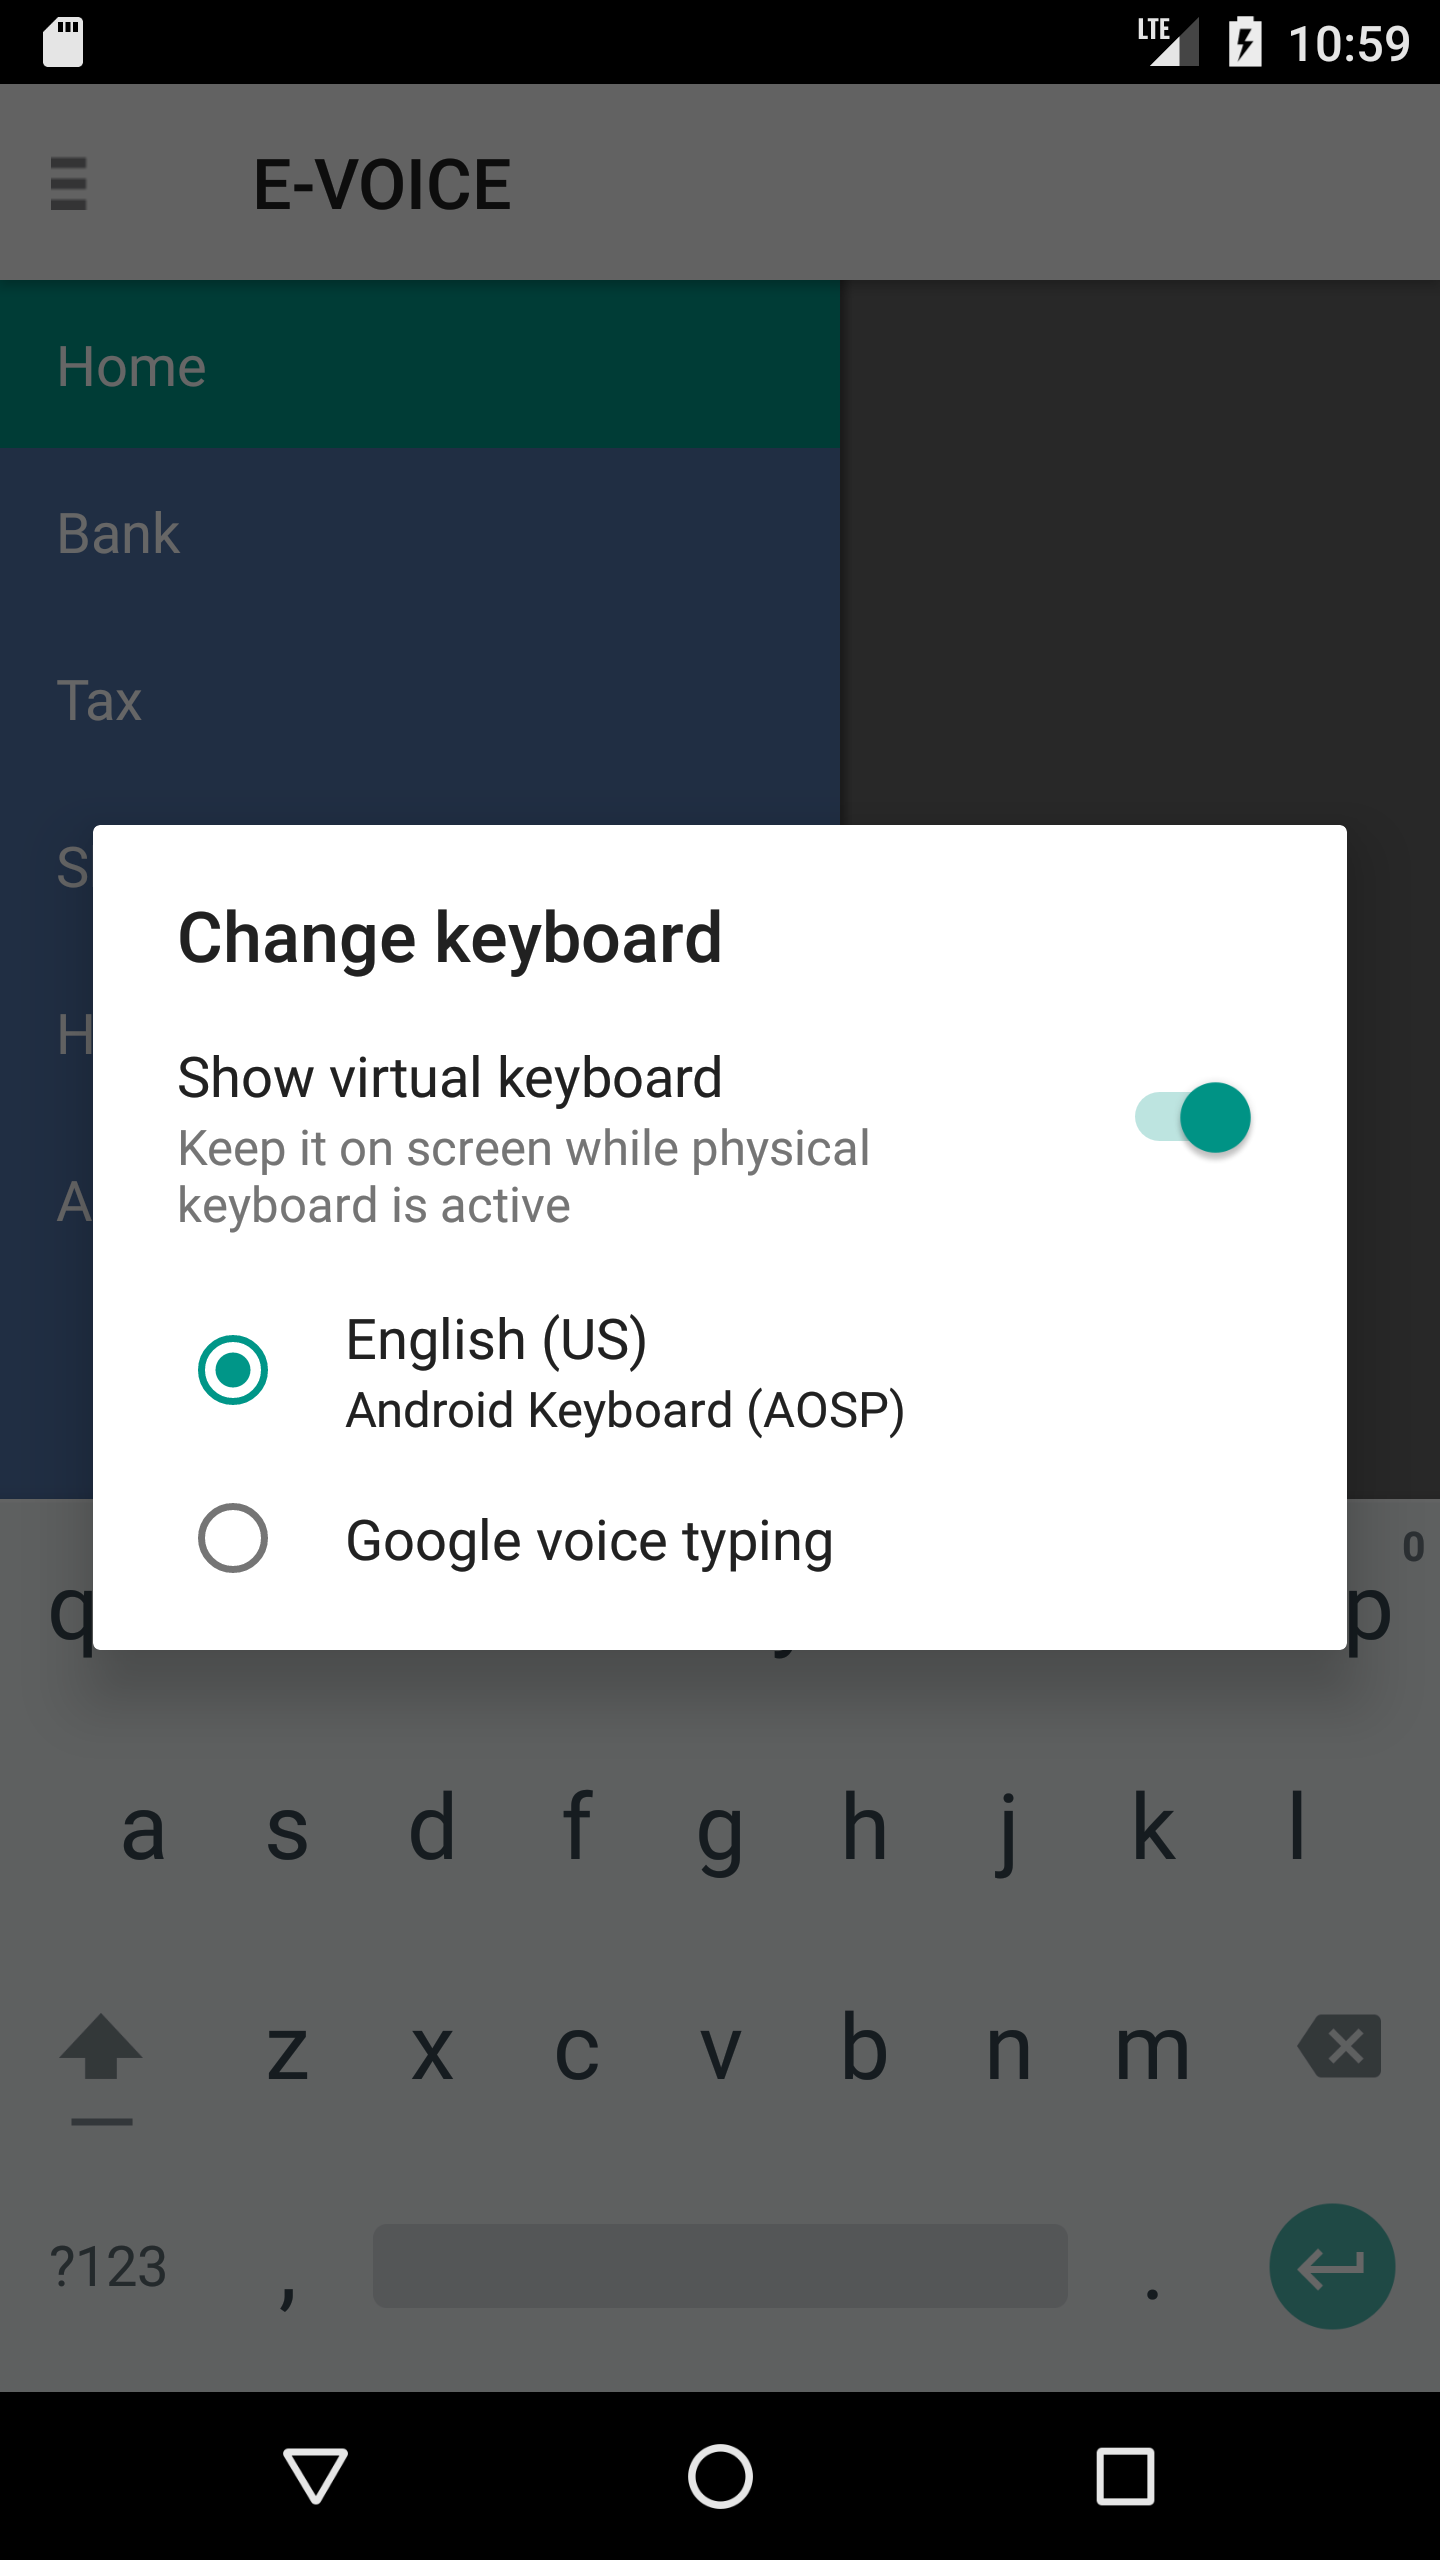 LTE 10:59
E-VOICE
Home
Bank
Tax
S
H
A
Change keyboard
Show virtual keyboard
Keep it on screen while physical
keyboard is active
English (US)
Android Keyboard (AOSP)
Google voice typing
0
q p
a s d f g h j k l
z x c v b n m
?123 , .